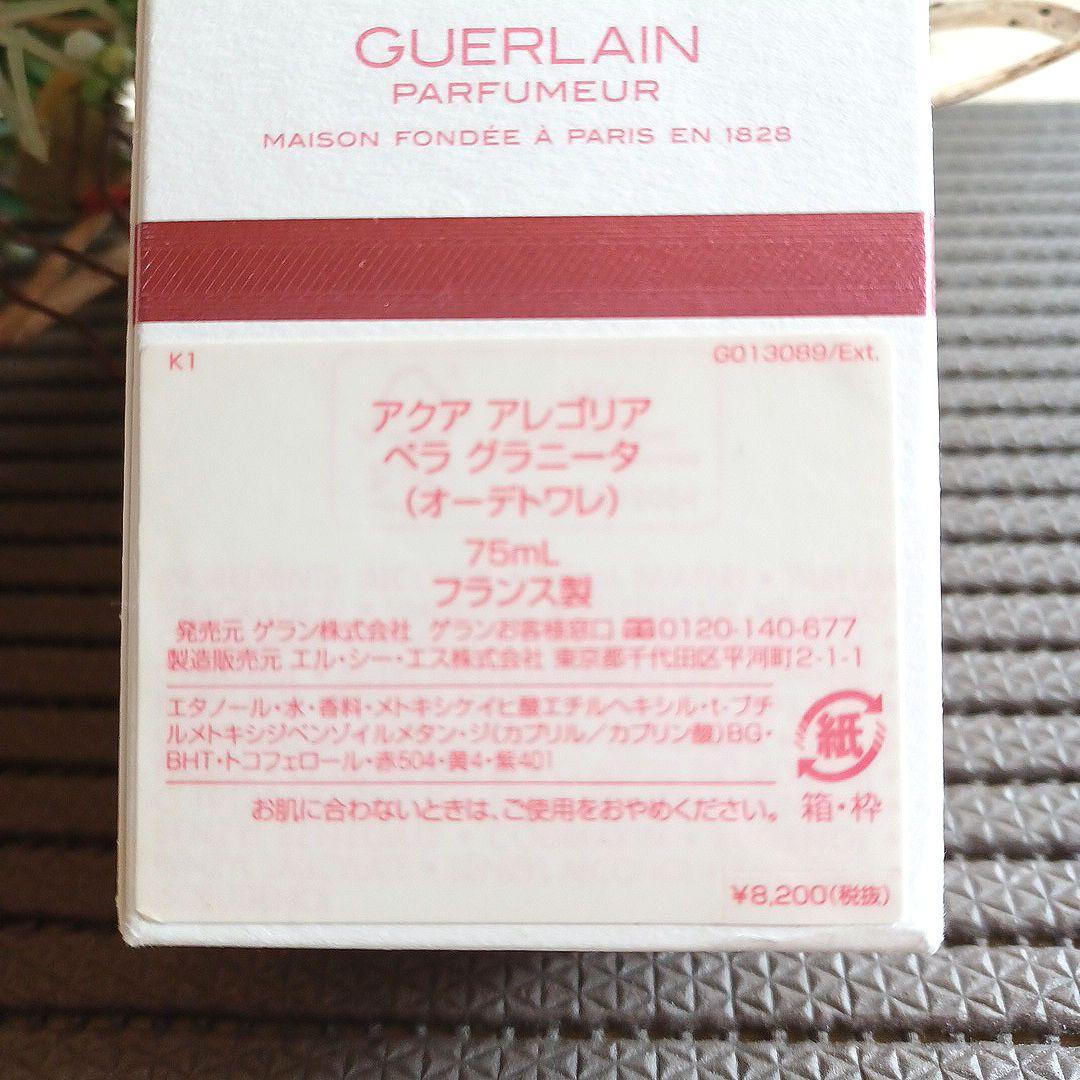 GUERLAIN
PARFUMEUR
MAISON FONDÉE À PARIS EN 1828
K1
G013089/Ext.
アクア アレゴリア
ペラ グラニータ
(オーデトワレ)
75mL
フランス製
発売元 ゲラン株式会社 ゲランお客様窓口 0120-140-677
製造販売元 エル・シー・エス株式会社 東京都千代田区平河町2-1-1
エタノール・水・香料・メトキシケイヒ酸エチルヘキシル・t-ブチ
ルメトキシジベンゾイルメタン・ジ(カプリル/カプリン酸)BG・
BHT・トコフェロール・赤504・黄4・紫401
紙
お肌に合わないときは、ご使用をおやめください。
箱・枠
¥8,200(税抜)